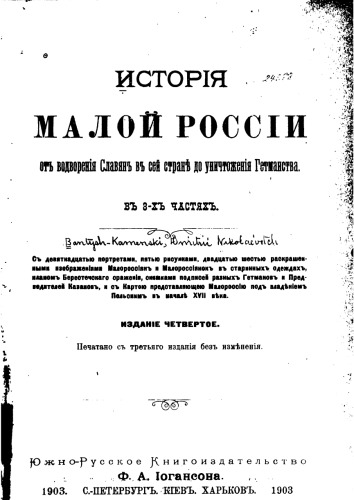 ИСТОРІЯ
МАЛОЙ РОССІИ
отъ водворенія Славянъ въ сей странѣ до уничтоженія Гетманства.
ВЪ 3-ХЪ ЧАСТЯХЪ.
Bantysh-Kamenski, Dmitrii Nikolaevich
Съ девятнадцатью портретами, пятью рисунками, двадцатью шестью раскрашен-
ными изображеніями Малороссіянъ и Малороссіянокъ въ старинныхъ одеждахъ,
планомъ Берестечскаго сраженія, снимками подписей разныхъ Гетмановъ и Пред-
водителей Казаковъ, и съ Картою представляющею Малороссію подъ владѣніемъ
Польскимъ въ началѣ XVII вѣка.
ИЗДАНІЕ ЧЕТВЕРТОЕ.
Печатано съ третьяго изданія безъ измѣненія.
Южно-Русское Книгоиздательство
Ф. А. Іогансона.
1903. С.-ПЕТЕРБУРГЪ. КІЕВЪ. ХАРЬКОВЪ. 1903